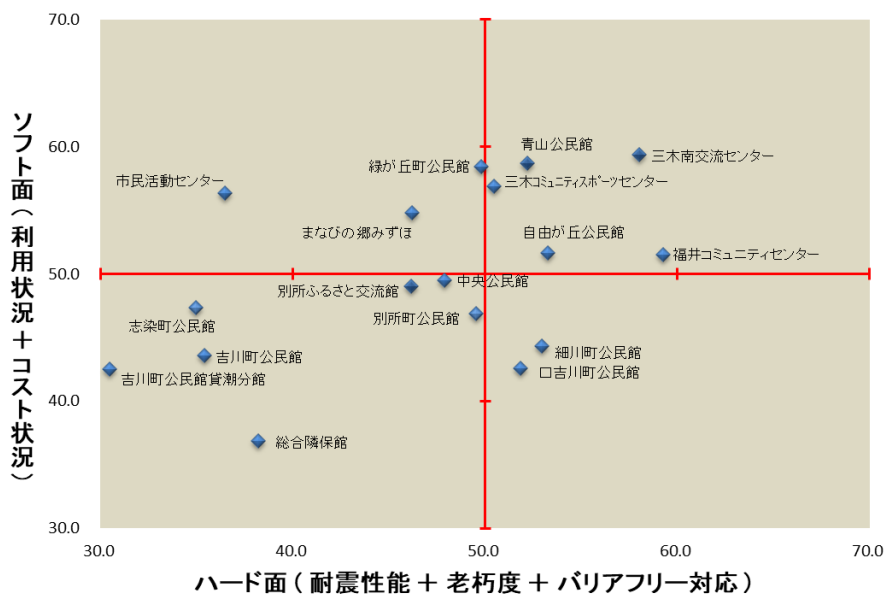 70.0
60.0
50.0
40.0
30.0
ソフト面(利用状況+コスト状況)
青山公民館
三木南交流センター
緑が丘町公民館
三木コミュニティスポーツセンター
市民活動センター
まなびの郷みずほ
自由が丘公民館
福井コミュニティセンター
中央公民館
別所ふるさと交流館
別所町公民館
志染町公民館
細川町公民館
吉川町公民館
口吉川町公民館
吉川町公民館貸潮分館
総合隣保館
30.0 40.0 50.0 60.0 70.0
ハード面(耐震性能+老朽度+バリアフリー対応)